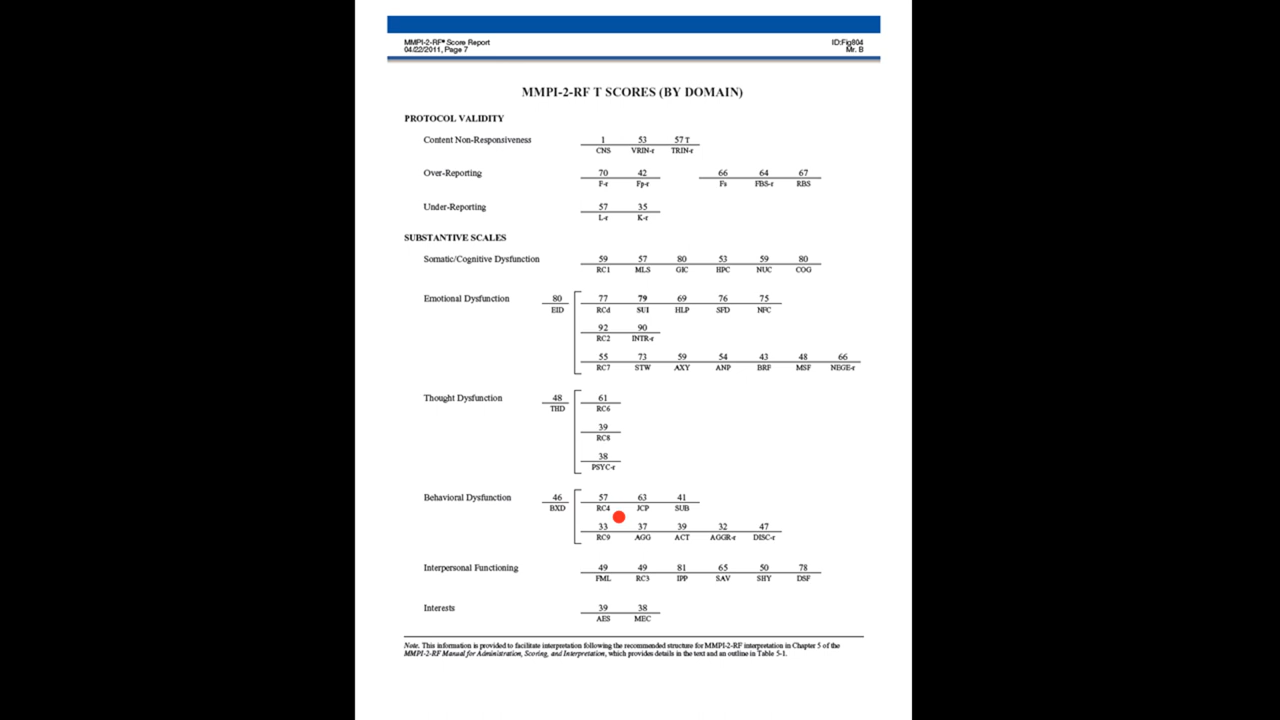 MMPI-2-RF® Score Report ID:Fig804
04/22/2011, Page 7 Mr. B
MMPI-2-RF T SCORES (BY DOMAIN)
PROTOCOL VALIDITY
Content Non-Responsiveness 1 53 57 T
CNS VRIN-r TRIN-r
Over-Reporting 70 42 66 64 67
F-r Fp-r Fs FBS-r RBS
Under-Reporting 57 35
L-r K-r
SUBSTANTIVE SCALES
Somatic/Cognitive Dysfunction 59 57 80 53 59 80
RC1 MLS GIC HPC NUC COG
Emotional Dysfunction 80 77 79 69 76 75
EID RCd SUI HLP SFD NFC
92 90
RC2 INTR-r
55 73 59 54 43 48 66
RC7 STW AXY ANP BRF MSF NEGE-r
Thought Dysfunction 48 61
THD RC6
39
RC8
38
PSYC-r
Behavioral Dysfunction 46 57 63 41
BXD RC4 JCP SUB
33 37 39 32 47
RC9 AGG ACT AGGR-r DISC-r
Interpersonal Functioning 49 49 81 65 50 78
FML RC3 IPP SAV SHY DSF
Interests 39 38
AES MEC
Note. This information is provided to facilitate interpretation following the recommended structure for MMPI-2-RF interpretation in Chapter 5 of the
MMPI-2-RF Manual for Administration, Scoring, and Interpretation, which provides details in the text and an outline in Table 5-1.